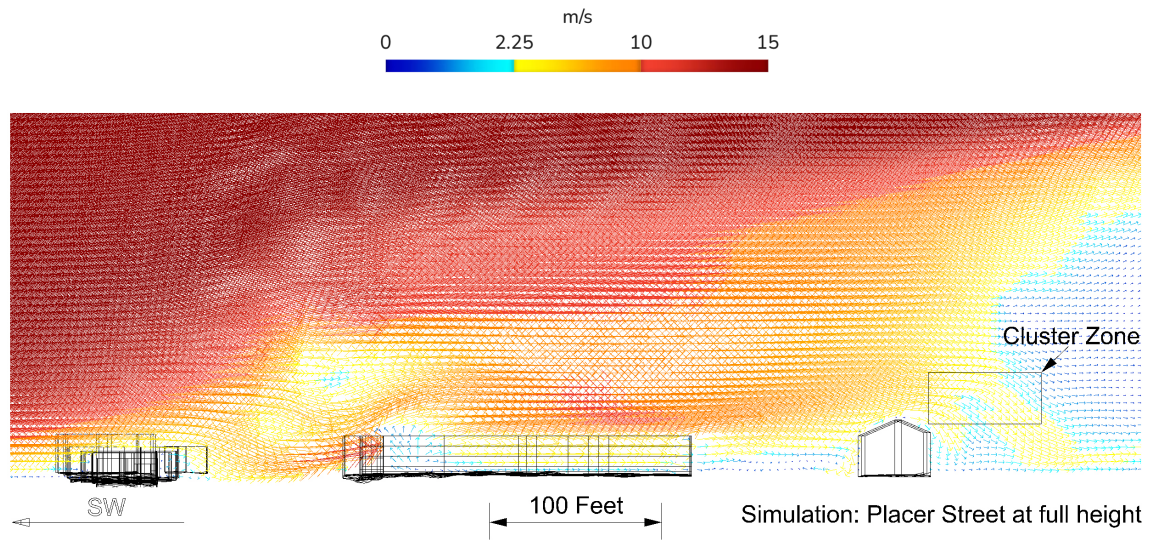 m/s
0 2.25 10 15
Cluster Zone
SW
100 Feet
Simulation: Placer Street at full height